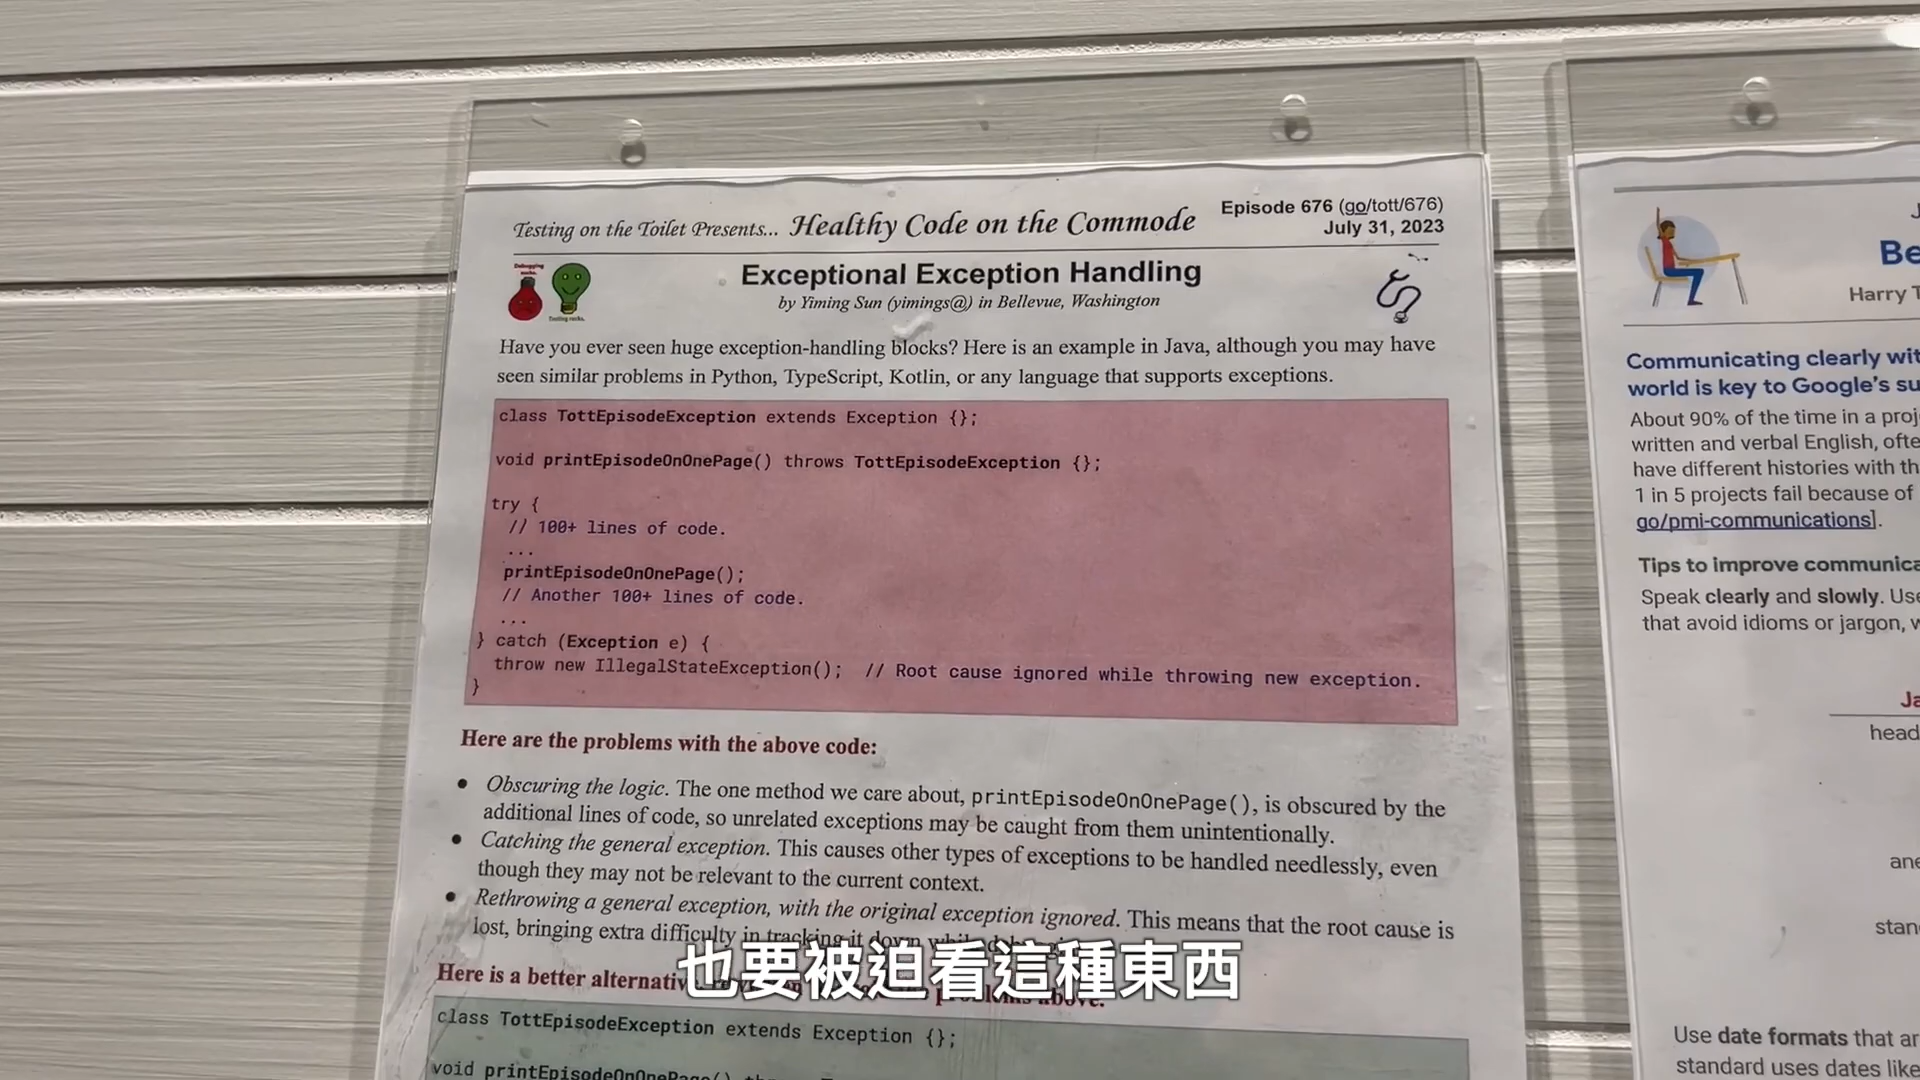 Testing on the Toilet Presents... Healthy Code on the Commode
Episode 676 (go/tott/676)
July 31, 2023
Debugging sucks.
Testing rocks.
Exceptional Exception Handling
by Yiming Sun (yimings@) in Bellevue, Washington
Have you ever seen huge exception-handling blocks? Here is an example in Java, although you may have
seen similar problems in Python, TypeScript, Kotlin, or any language that supports exceptions.
class TottEpisodeException extends Exception {};
void printEpisodeOnOnePage() throws TottEpisodeException {};
try {
// 100+ lines of code.
...
printEpisodeOnOnePage();
// Another 100+ lines of code.
...
} catch (Exception e) {
throw new IllegalStateException(); // Root cause ignored while throwing new exception.
}
Here are the problems with the above code:
• Obscuring the logic. The one method we care about, printEpisodeOnOnePage(), is obscured by the
additional lines of code, so unrelated exceptions may be caught from them unintentionally.
• Catching the general exception. This causes other types of exceptions to be handled needlessly, even
though they may not be relevant to the current context.
• Rethrowing a general exception, with the original exception ignored. This means that the root cause is
lost, bringing extra difficulty in tracking it down
Here is a better alternative
problems above.
class TottEpisodeException extends Exception {};
void printEpisodeOnOnePage()
也要被迫看這種東西
Be
Harry T
Communicating clearly wit
world is key to Google's su
About 90% of the time in a proj
written and verbal English, ofte
have different histories with th
1 in 5 projects fail because of
go/pmi-communications].
Tips to improve communica
Speak clearly and slowly. Use
that avoid idioms or jargon, w
Ja
head
and
stan
Use date formats that ar
standard uses dates like